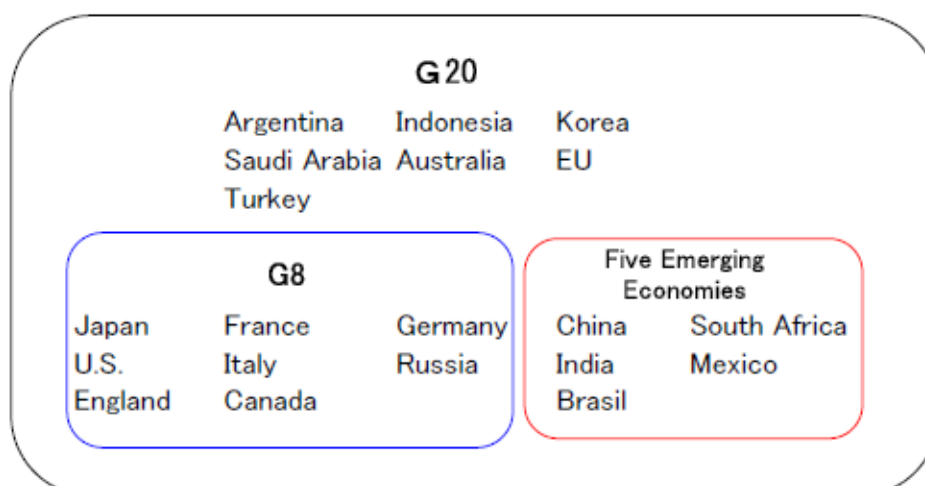 G20
Argentina Indonesia Korea
Saudi Arabia Australia EU
Turkey
G8
Japan France Germany
U.S. Italy Russia
England Canada
Five Emerging
Economies
China South Africa
India Mexico
Brasil